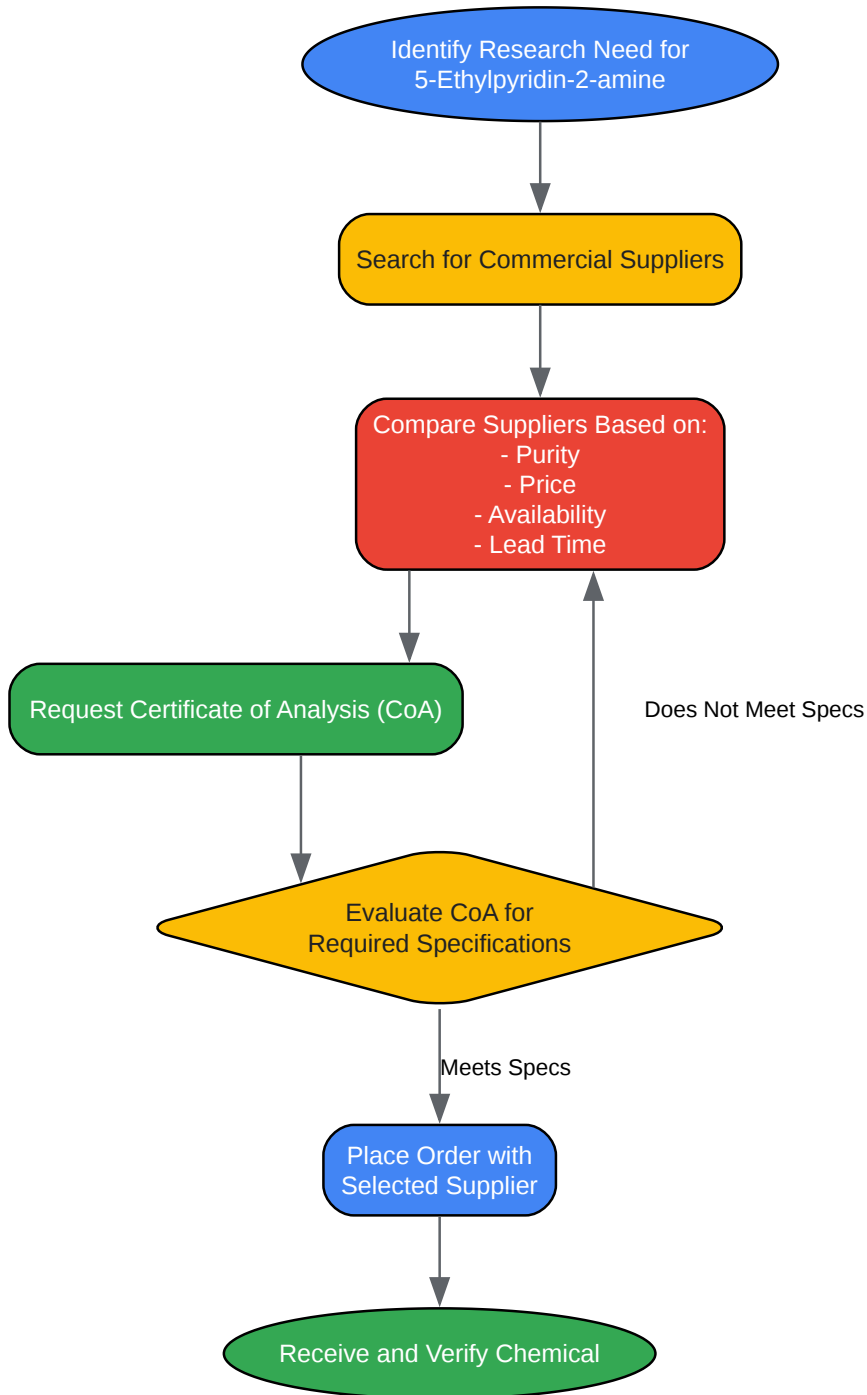 Identify Research Need for
5-Ethylpyridin-2-amine
Search for Commercial Suppliers
Compare Suppliers Based on:
- Purity
- Price
- Availability
- Lead Time
Request Certificate of Analysis (CoA)
Does Not Meet Specs
Evaluate CoA for
Required Specifications
Meets Specs
Place Order with
Selected Supplier
Receive and Verify Chemical